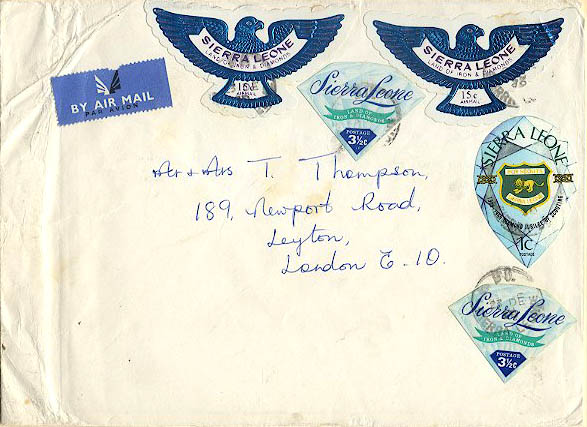 SIERRA LEONE
LAND OF IRON & DIAMONDS
15c
AIRMAIL
SIERRA LEONE
LAND OF IRON & DIAMONDS
15c
AIRMAIL
BY AIR MAIL
PAR AVION
Sierra Leone
LAND OF
IRON & DIAMONDS
POSTAGE
3½c
SIERRA LEONE
1c
POSTAGE
Mr & Mrs T. Thompson,
189, Newport Road,
Leyton,
London E.10.
Sierra Leone
LAND OF
IRON & DIAMONDS
POSTAGE
3½c